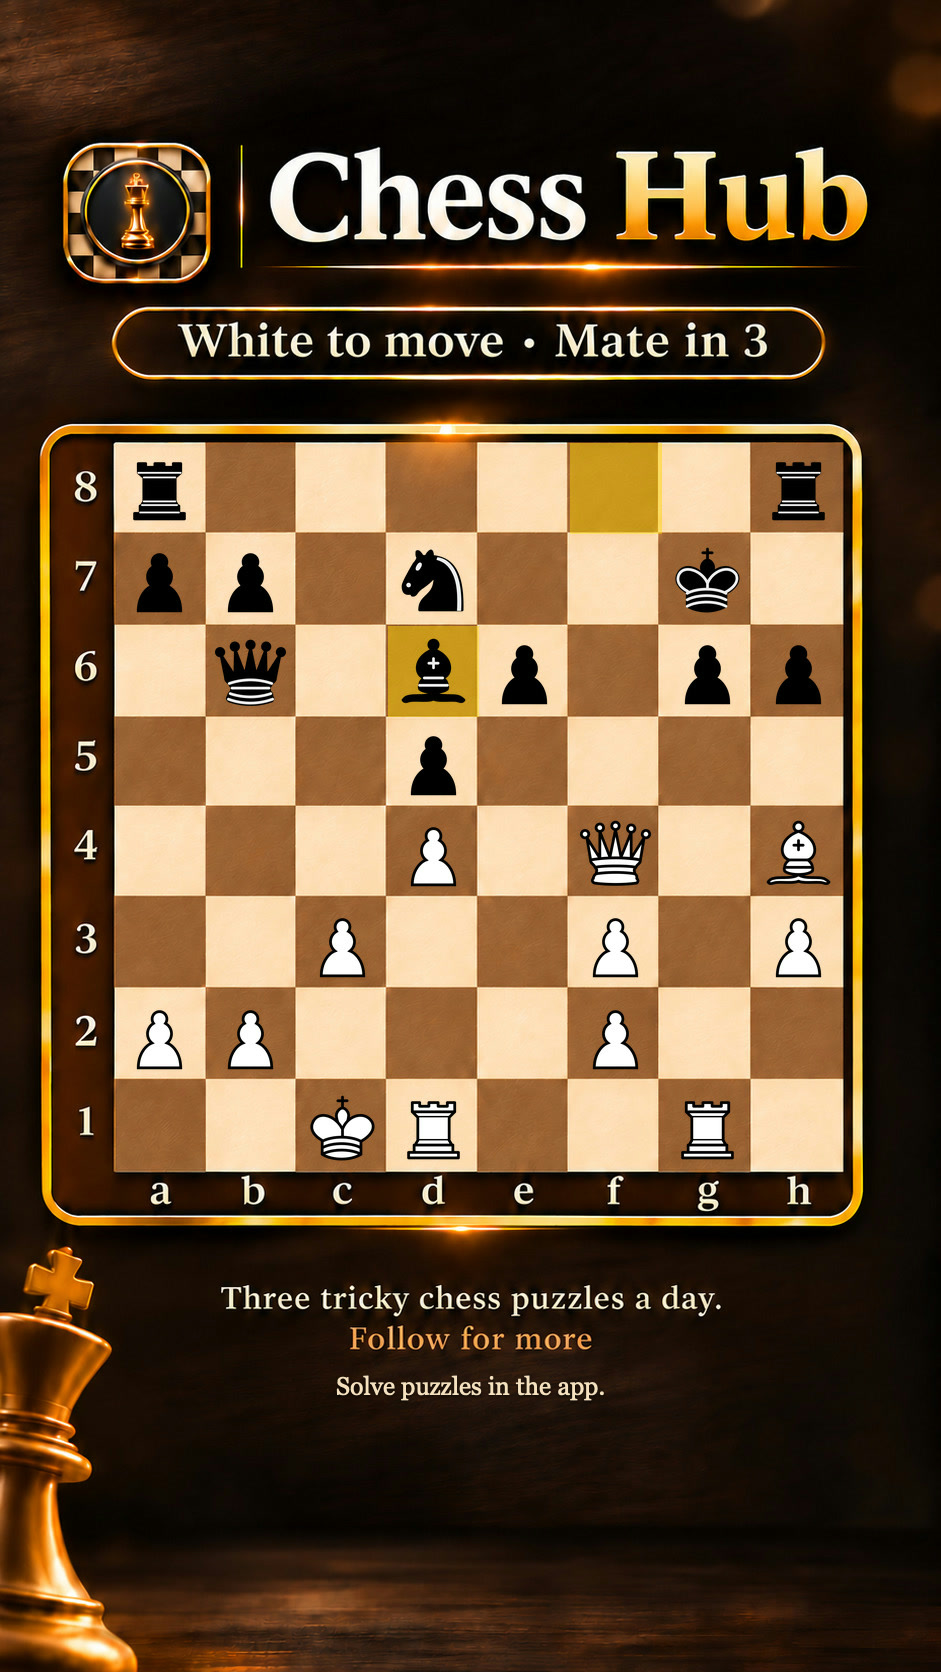 Chess Hub
White to move • Mate in 3
8
7
6
5
4
3
2
1
a b c d e f g h
Three tricky chess puzzles a day.
Follow for more
Solve puzzles in the app.